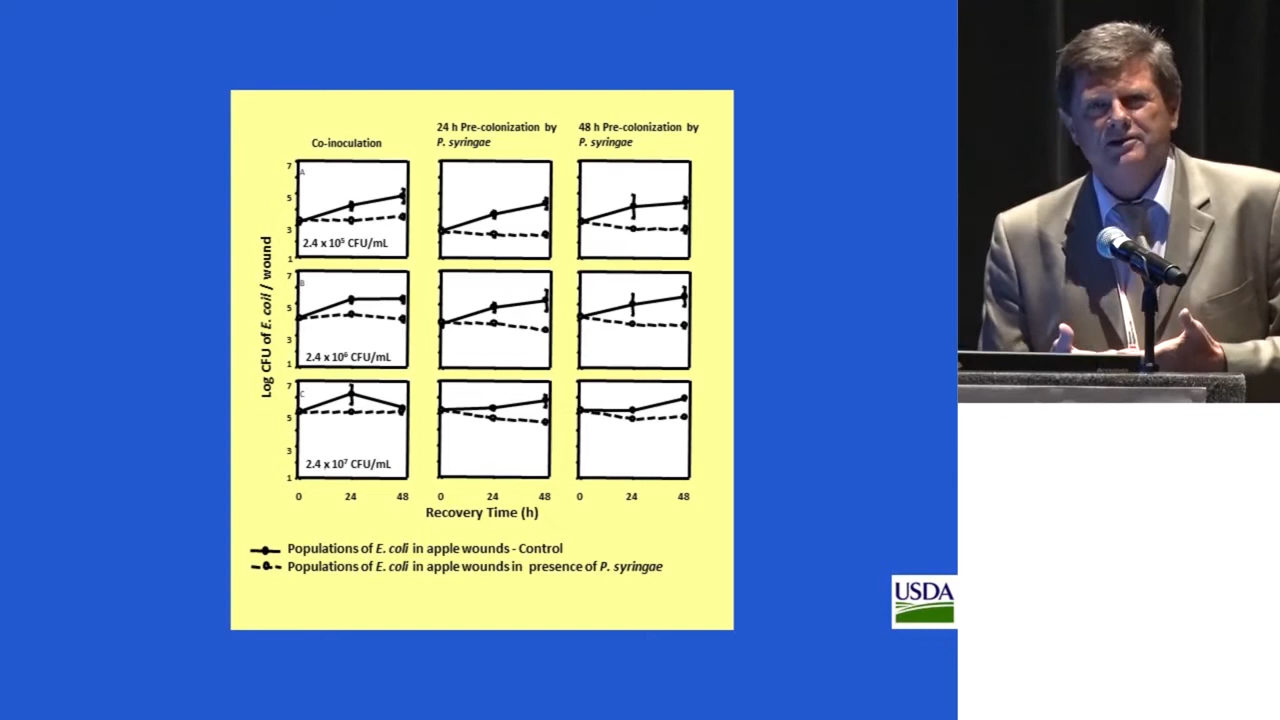 Co-inoculation
24 h Pre-colonization by
P. syringae
48 h Pre-colonization by
P. syringae
Log CFU of E. coli / wound
7
5
3
1
A
2.4 x 10⁵ CFU/mL
7
5
3
1
B
2.4 x 10⁶ CFU/mL
7
5
3
1
C
2.4 x 10⁷ CFU/mL
0 24 48
0 24 48
0 24 48
Recovery Time (h)
Populations of E. coli in apple wounds - Control
Populations of E. coli in apple wounds in presence of P. syringae
USDA